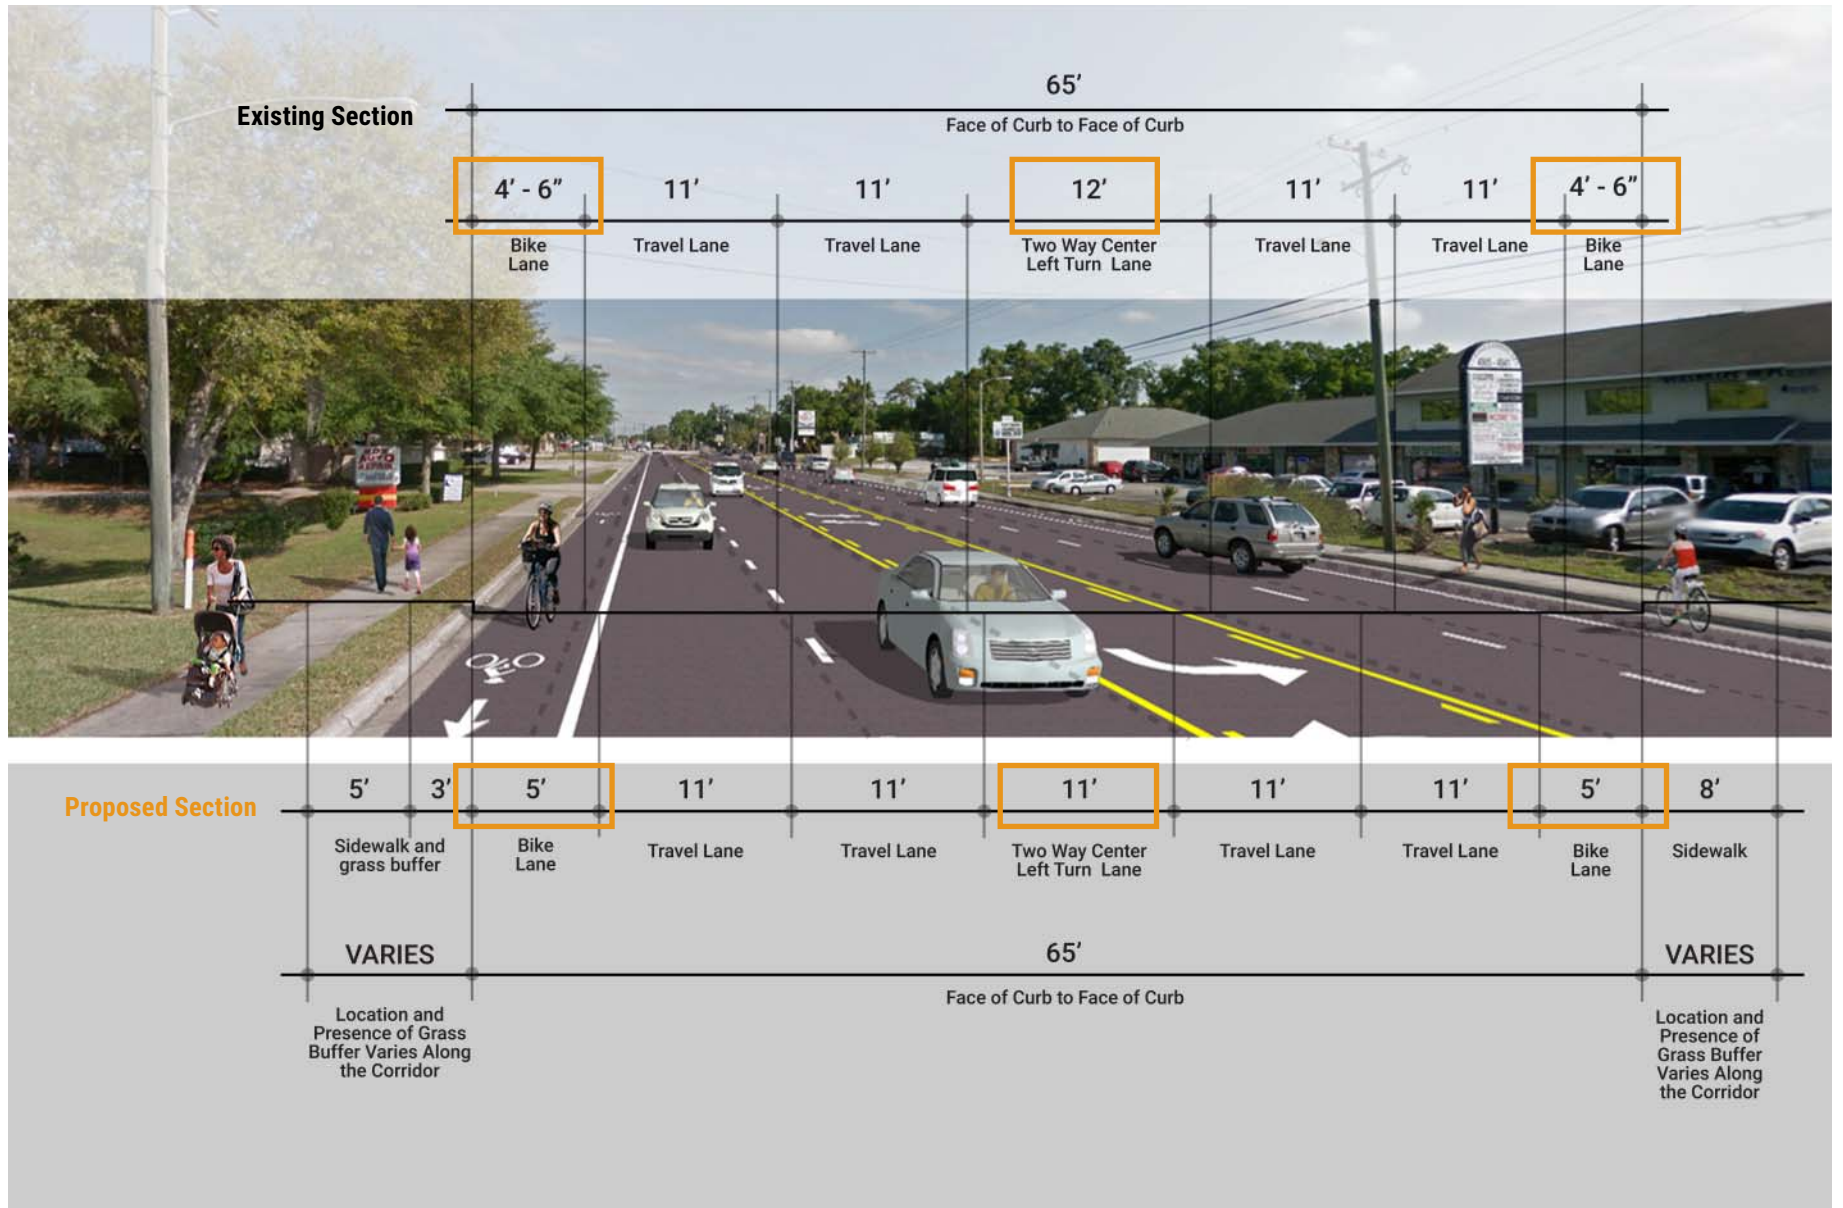 65’
Existing Section
Face of Curb to Face of Curb
4’ - 6” 11’ 11’ 12’ 11’ 11’ 4’ - 6”
Bike Travel Lane Travel Lane Two Way Center Travel Lane Travel Lane Bike
Lane Left Turn Lane Lane
REPAIR
5’ 3’ 5’ 11’ 11’ 11’ 11’ 11’ 5’ 8’
Proposed Section
Sidewalk and Bike Travel Lane Travel Lane Two Way Center Travel Lane Travel Lane Bike Sidewalk
grass buffer Lane Left Turn Lane Lane
VARIES 65’ VARIES
Face of Curb to Face of Curb
Location and
Presence of Grass
Buffer Varies Along
the Corridor
Location and
Presence of
Grass Buffer
Varies Along
the Corridor